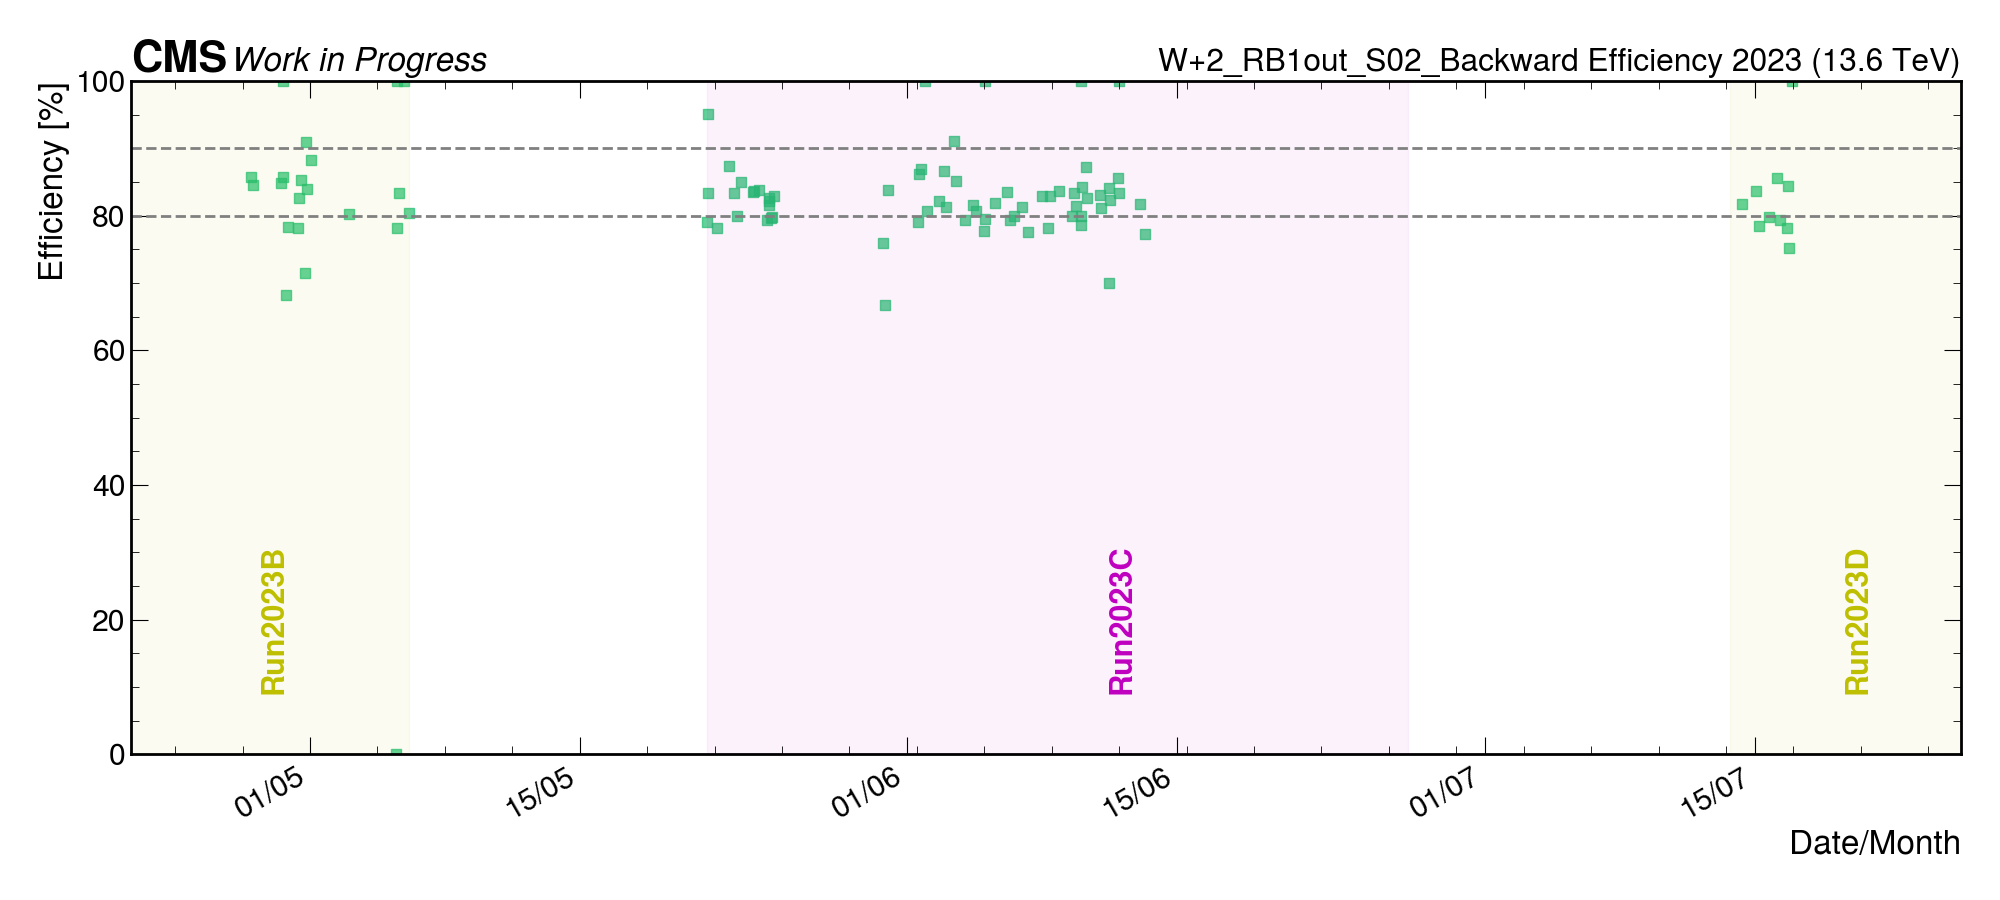 CMS Work in Progress
W+2_RB1out_S02_Backward Efficiency 2023 (13.6 TeV)
Efficiency [%]
100
80
60
40
20
0
Run2023B
Run2023C
Run2023D
01/05
15/05
01/06
15/06
01/07
15/07
Date/Month